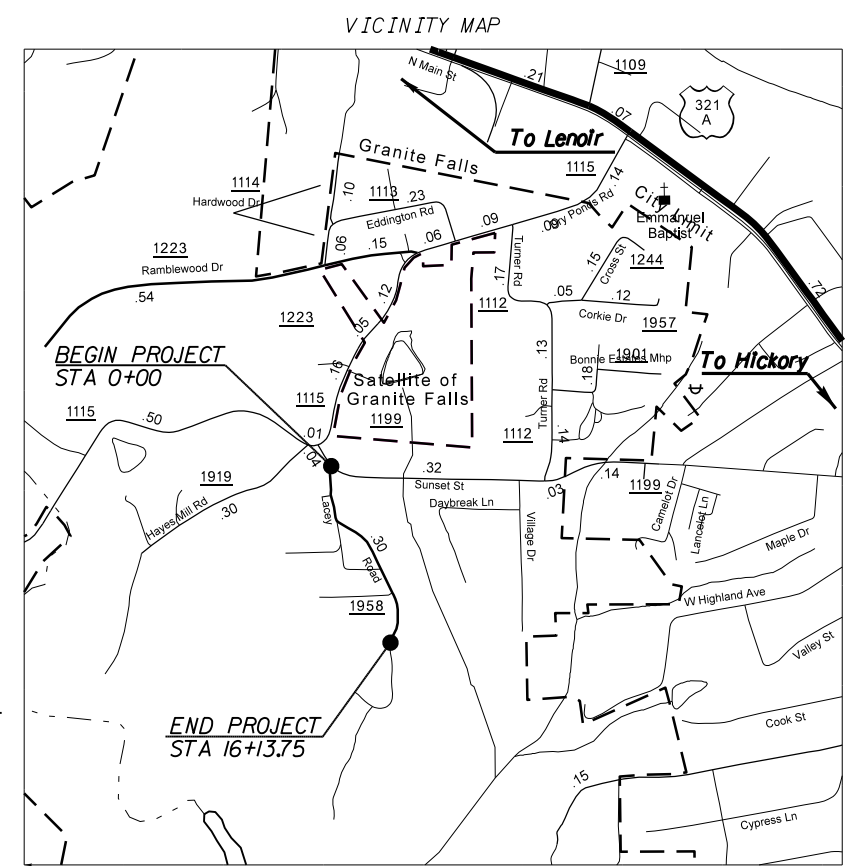 VICINITY MAP
N Main St
.21
1109
.07
321
A
To Lenoir
Granite Falls
1115
.14
City Limit
1114
.10
1113
.23
Hardwood Dr
Eddington Rd
.09
.09
Emmanuel
Baptist
1223
.06
.15
.06
Turner Rd
.15
Cross St
1244
Ramblewood Dr
.54
.12
.17
1112
.05
.12
.72
1223
.05
Corkie Dr
1957
BEGIN PROJECT
STA 0+00
.13
Bonnie Estates Mhp
1901
To Hickory
.16
Satellite of
Granite Falls
.18
1115
.50
1115
1199
Turner Rd
1112
.14
.01
.04
.32
.14
1919
Sunset St
.03
1199
Hayes Mill Rd
.30
Lacey
Road
.30
Daybreak Ln
Village Dr
Camelot Dr
Lancelot Ln
Maple Dr
1958
W Highland Ave
Valley St
END PROJECT
STA 16+13.75
Cook St
.15
Cypress Ln